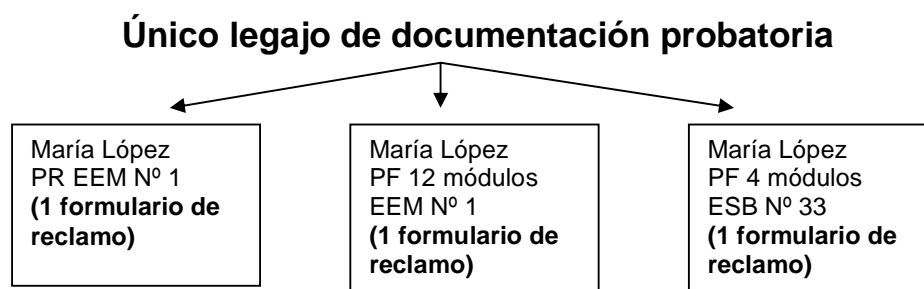 Único legajo de documentación probatoria
María López
PR EEM Nº 1
(1 formulario de
reclamo)
María López
PF 12 módulos
EEM Nº 1
(1 formulario de
reclamo)
María López
PF 4 módulos
ESB Nº 33
(1 formulario de
reclamo)